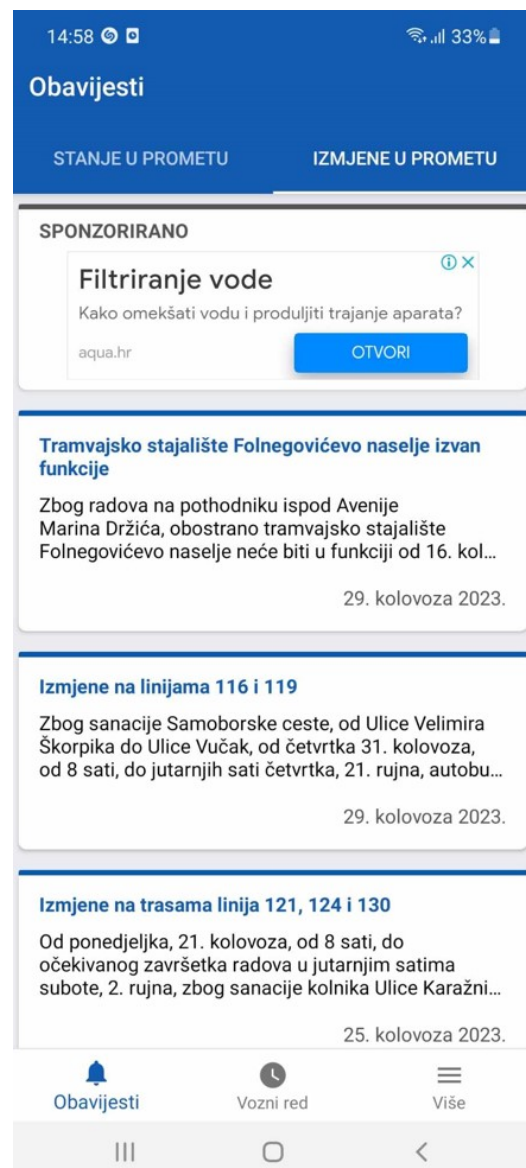 14:58 33%
Obavijesti
STANJE U PROMETU IZMJENE U PROMETU
SPONZORIRANO
Filtriranje vode
Kako omekšati vodu i produljiti trajanje aparata?
aqua.hr OTVORI
Tramvajsko stajalište Folnegovićevo naselje izvan
funkcije
Zbog radova na pothodniku ispod Avenije
Marina Držića, obostrano tramvajsko stajalište
Folnegovićevo naselje neće biti u funkciji od 16. kol...
29. kolovoza 2023.
Izmjene na linijama 116 i 119
Zbog sanacije Samoborske ceste, od Ulice Velimira
Škorpika do Ulice Vučak, od četvrtka 31. kolovoza,
od 8 sati, do jutarnjih sati četvrtka, 21. rujna, autobu...
29. kolovoza 2023.
Izmjene na trasama linija 121, 124 i 130
Od ponedjeljka, 21. kolovoza, od 8 sati, do
očekivanog završetka radova u jutarnjim satima
subote, 2. rujna, zbog sanacije kolnika Ulice Karažni...
25. kolovoza 2023.
Obavijesti Vozni red Više